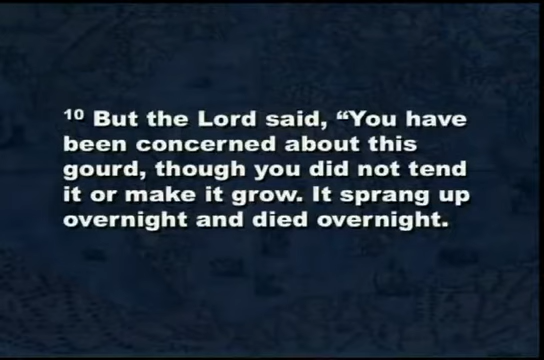 10 But the Lord said, “You have
been concerned about this
gourd, though you did not tend
it or make it grow. It sprang up
overnight and died overnight.